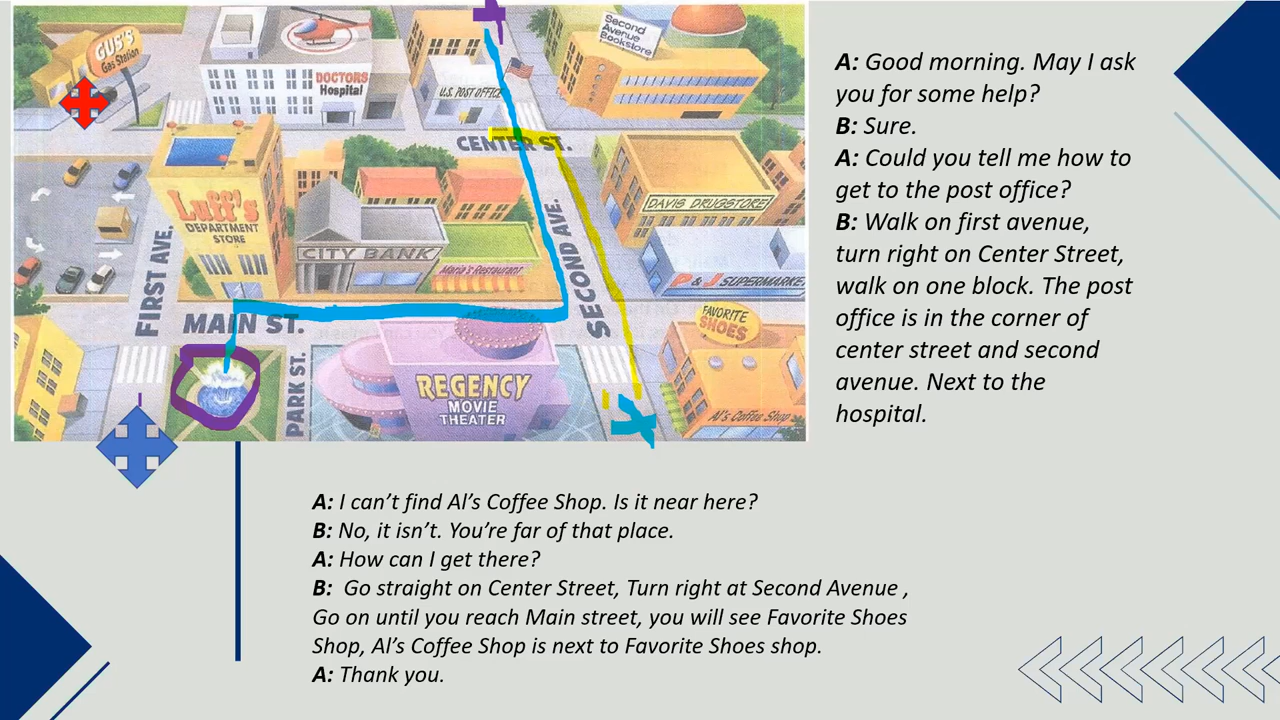 GUS'S
Gas Station
DOCTORS
Hospital
U.S. POST OFFICE
Second
Avenue
Bookstore
CENTER ST.
Luff's
DEPARTMENT
STORE
CITY BANK
Maria's Restaurant
DAVIS DRUGSTORE
P & J SUPERMARKET
FIRST AVE.
SECOND AVE.
MAIN ST.
PARK ST.
REGENCY
MOVIE
THEATER
FAVORITE
SHOES
Al's Coffee Shop
A: Good morning. May I ask
you for some help?
B: Sure.
A: Could you tell me how to
get to the post office?
B: Walk on first avenue,
turn right on Center Street,
walk on one block. The post
office is in the corner of
center street and second
avenue. Next to the
hospital.
A: I can't find Al's Coffee Shop. Is it near here?
B: No, it isn't. You're far of that place.
A: How can I get there?
B: Go straight on Center Street, Turn right at Second Avenue ,
Go on until you reach Main street, you will see Favorite Shoes
Shop, Al's Coffee Shop is next to Favorite Shoes shop.
A: Thank you.